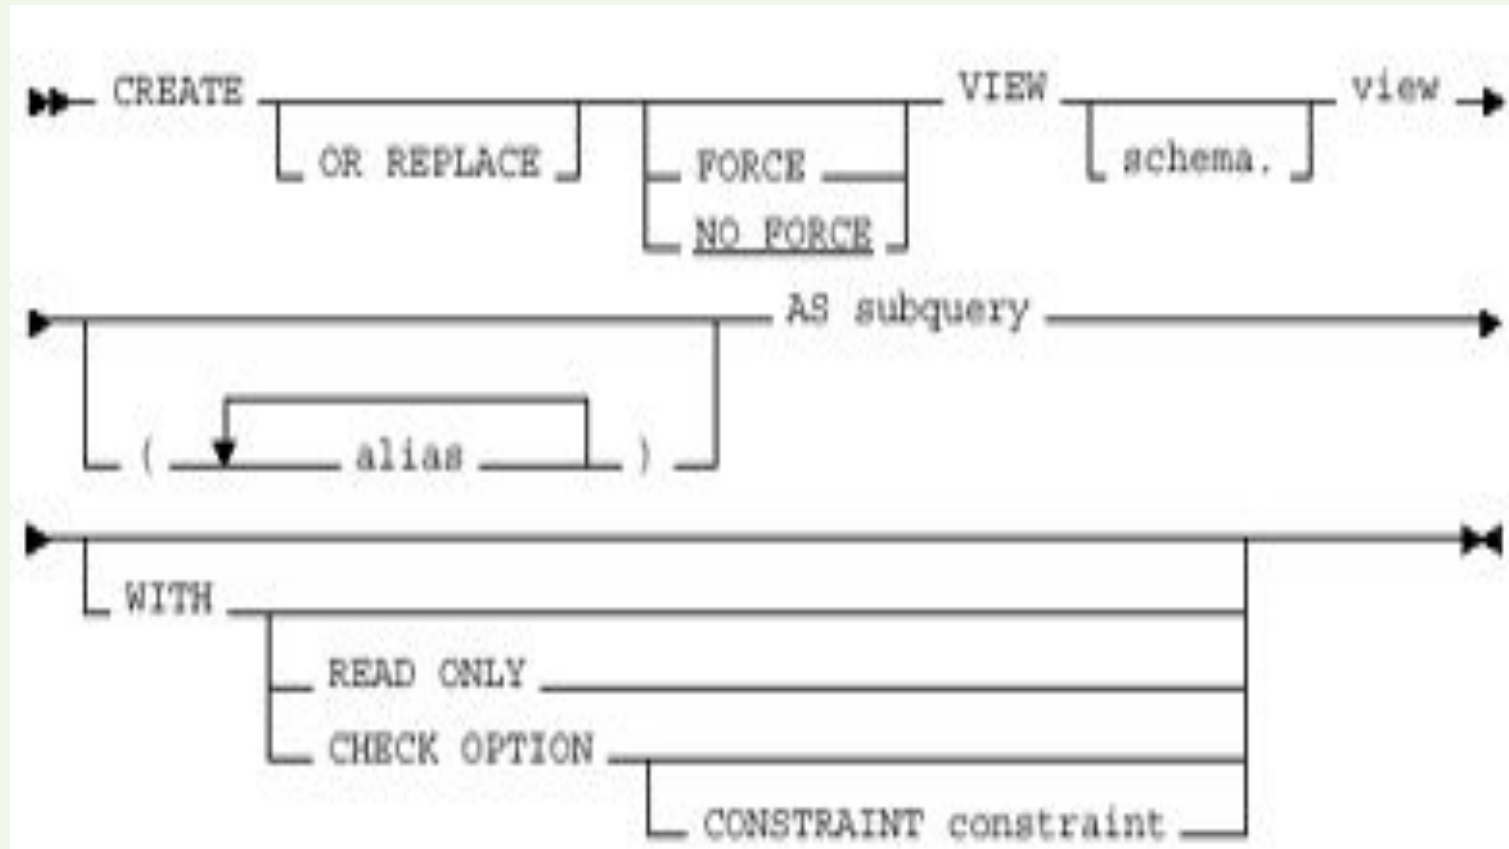 CREATE VIEW view
OR REPLACE FORCE schema.
NO FORCE
AS subquery
( alias )
WITH
READ ONLY
CHECK OPTION
CONSTRAINT constraint